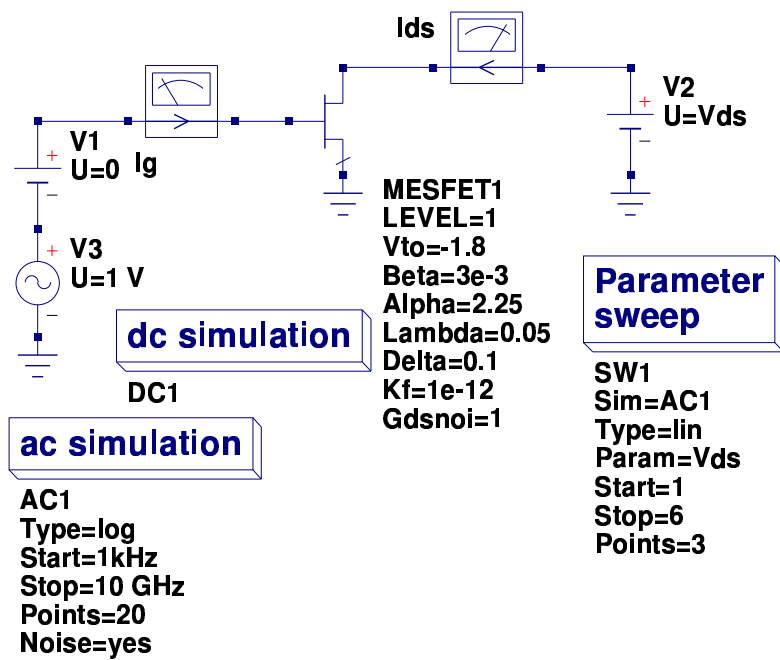 Ids
V1
U=0
Ig
V2
U=Vds
V3
U=1 V
MESFET1
LEVEL=1
Vto=-1.8
Beta=3e-3
Alpha=2.25
Lambda=0.05
Delta=0.1
Kf=1e-12
Gdsnoi=1
dc simulation
DC1
ac simulation
AC1
Type=log
Start=1kHz
Stop=10 GHz
Points=20
Noise=yes
Parameter
sweep
SW1
Sim=AC1
Type=lin
Param=Vds
Start=1
Stop=6
Points=3